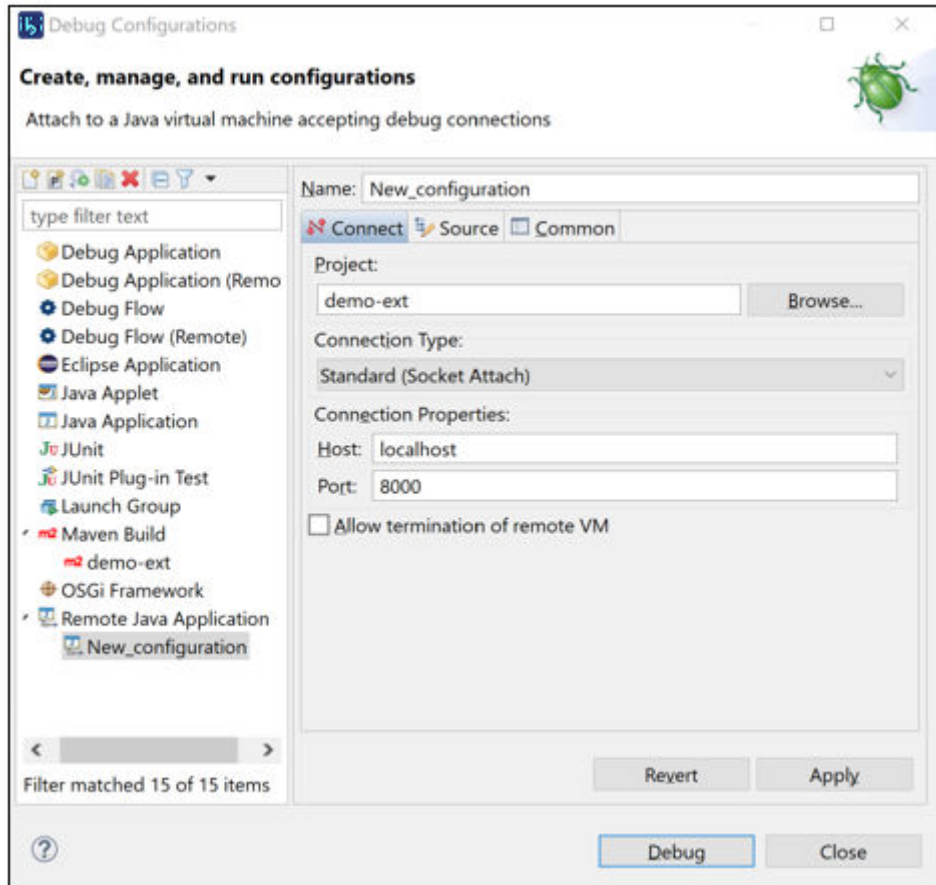 Debug Configurations
Create, manage, and run configurations
Attach to a Java virtual machine accepting debug connections
type filter text
Debug Application
Debug Application (Remo
Debug Flow
Debug Flow (Remote)
Eclipse Application
Java Applet
Java Application
JUnit
JUnit Plug-in Test
Launch Group
Maven Build
demo-ext
OSGi Framework
Remote Java Application
New_configuration
Filter matched 15 of 15 items
Name: New_configuration
Connect Source Common
Project:
demo-ext Browse...
Connection Type:
Standard (Socket Attach)
Connection Properties:
Host: localhost
Port: 8000
Allow termination of remote VM
Revert Apply
Debug Close